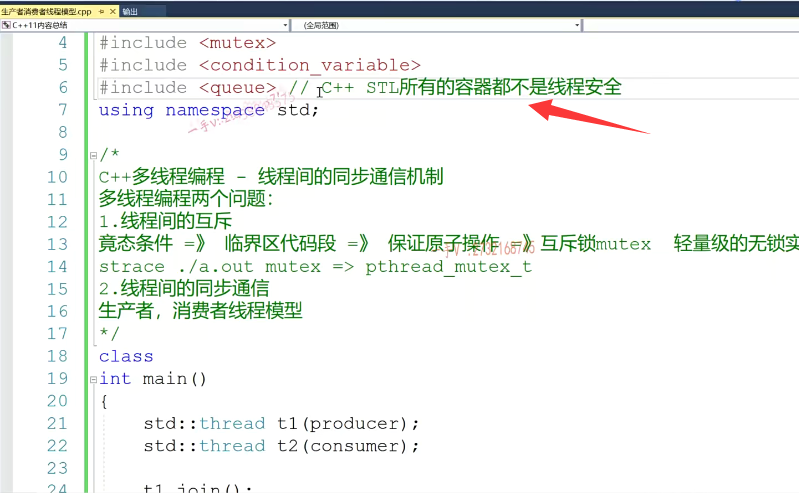 生产者消费者线程模型.cpp 输出
C++11内容总结 (全局范围)
4 #include <mutex>
5 #include <condition_variable>
6 #include <queue> // C++ STL所有的容器都不是线程安全
7 using namespace std;
8
9 /*
10 C++多线程编程 - 线程间的同步通信机制
11 多线程编程两个问题：
12 1.线程间的互斥
13 竟态条件 =》 临界区代码段 =》 保证原子操作 =》互斥锁mutex 轻量级的无锁实
14 strace ./a.out mutex => pthread_mutex_t
15 2.线程间的同步通信
16 生产者，消费者线程模型
17 */
18 class
19 int main()
20 {
21 std::thread t1(producer);
22 std::thread t2(consumer);
23
24 t1.join();